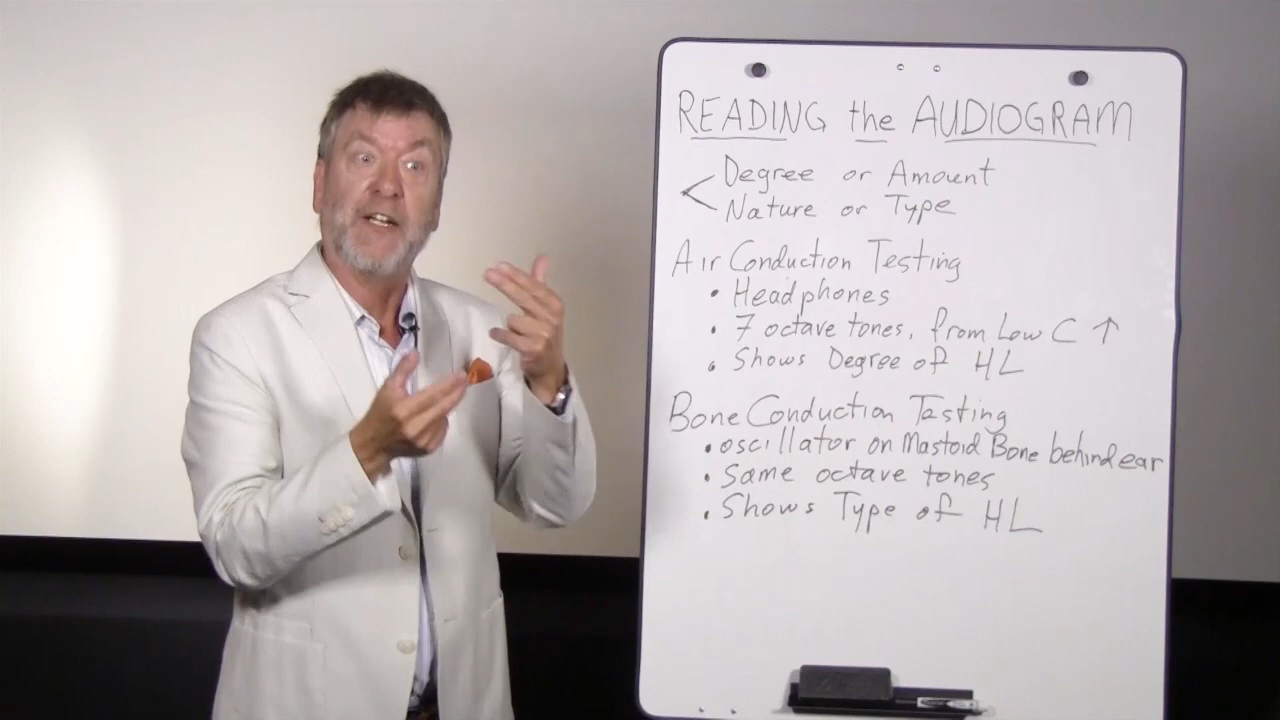 READING the AUDIOGRAM
< Degree or Amount
Nature or Type
Air Conduction Testing
• Headphones
• 7 octave tones, from Low C ↑
• Shows Degree of HL
Bone Conduction Testing
• oscillator on Mastoid Bone behind ear
• Same octave tones
• Shows Type of HL